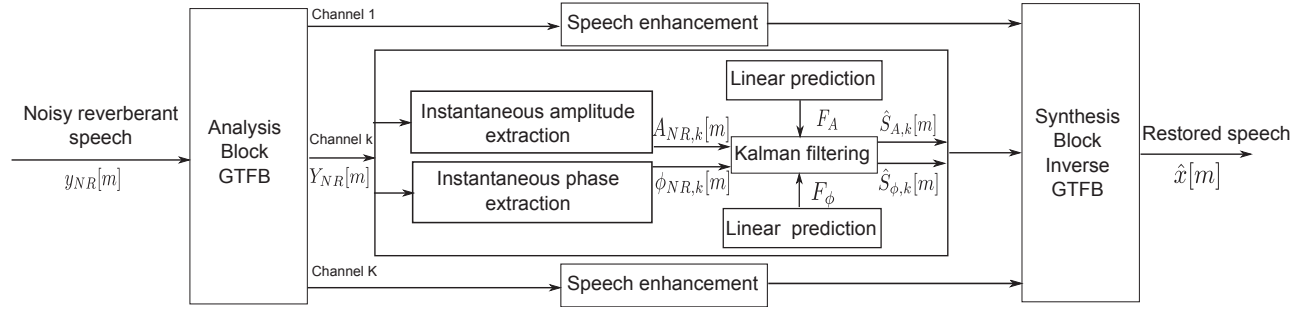 Noisy reverberant
speech
y_{NR}[m]
Analysis
Block
GTFB
Channel 1
Speech enhancement
Channel k
Y_{NR}[m]
Instantaneous amplitude
extraction
A_{NR,k}[m]
Instantaneous phase
extraction
ϕ_{NR,k}[m]
Linear prediction
F_A
Kalman filtering
F_ϕ
Linear prediction
Ŝ_{A,k}[m]
Ŝ_{ϕ,k}[m]
Channel K
Speech enhancement
Synthesis
Block
Inverse
GTFB
Restored speech
x̂[m]